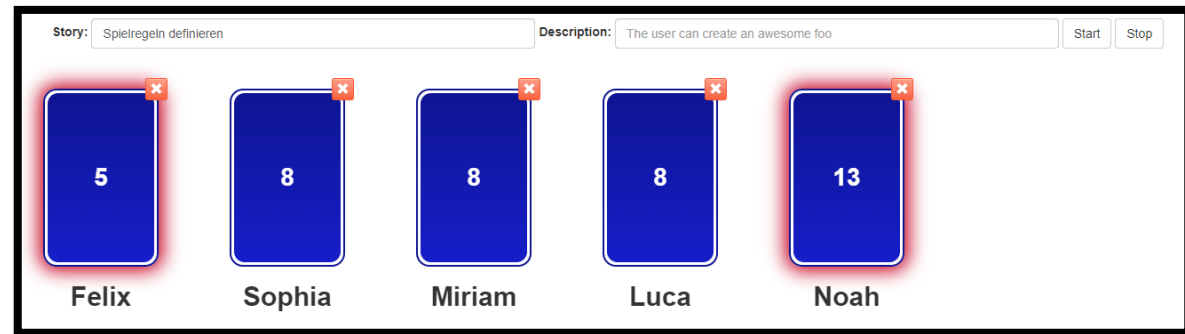 Story: Spielregeln definieren Description: The user can create an awesome foo Start Stop
5 8 8 8 13
Felix Sophia Miriam Luca Noah